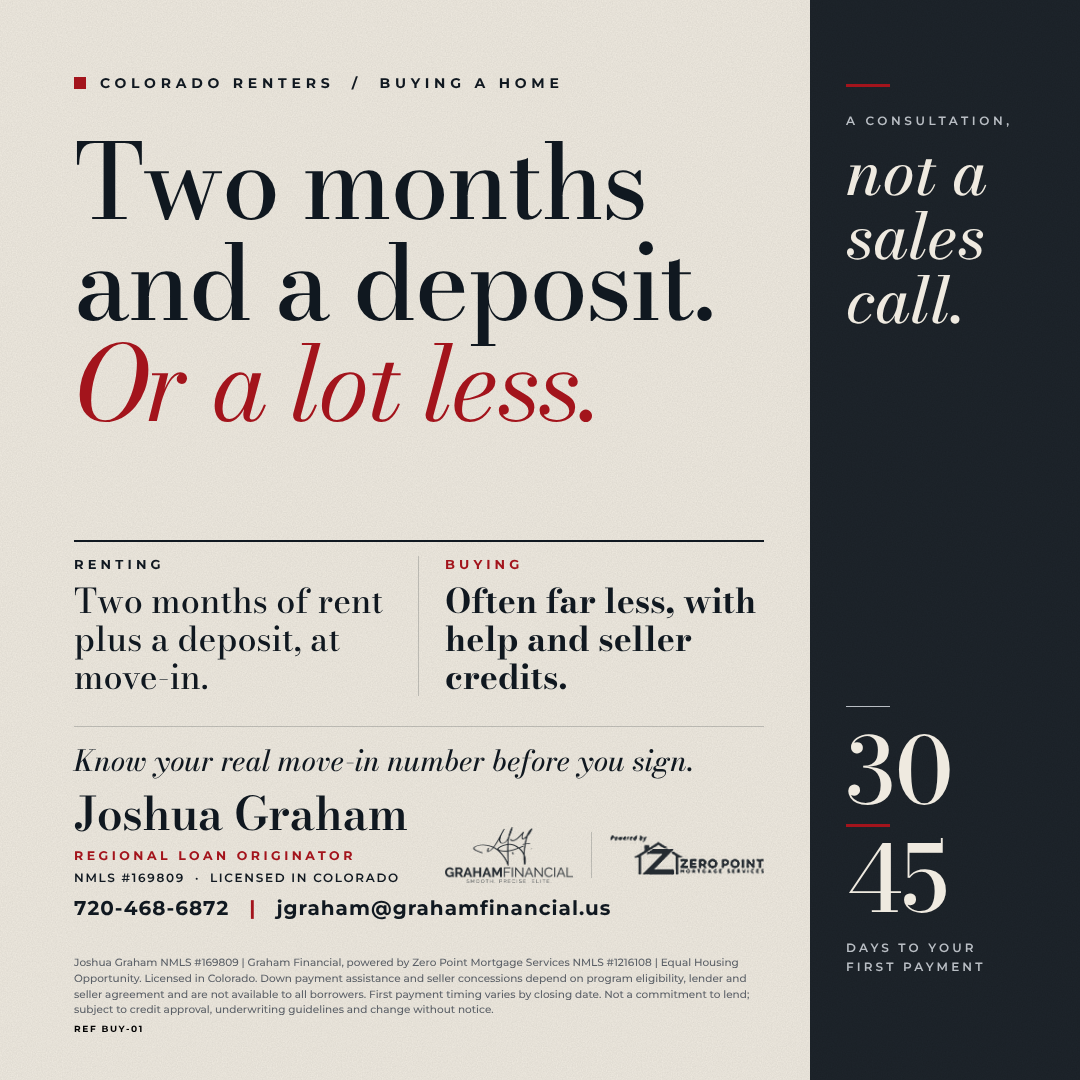 COLORADO RENTERS / BUYING A HOME
Two months
and a deposit.
Or a lot less.
RENTING
Two months of rent
plus a deposit, at
move-in.
BUYING
Often far less, with
help and seller
credits.
Know your real move-in number before you sign.
Joshua Graham
REGIONAL LOAN ORIGINATOR
NMLS #169809 · LICENSED IN COLORADO
720-468-6872 | jgraham@grahamfinancial.us
GRAHAMFINANCIAL
SMOOTH. PRECISE. ELITE.
Powered by
ZERO POINT
MORTGAGE SERVICES
Joshua Graham NMLS #169809 | Graham Financial, powered by Zero Point Mortgage Services NMLS #1216108 | Equal Housing
Opportunity. Licensed in Colorado. Down payment assistance and seller concessions depend on program eligibility, lender and
seller agreement and are not available to all borrowers. First payment timing varies by closing date. Not a commitment to lend;
subject to credit approval, underwriting guidelines and change without notice.
REF BUY-01
A CONSULTATION,
not a
sales
call.
30
45
DAYS TO YOUR
FIRST PAYMENT